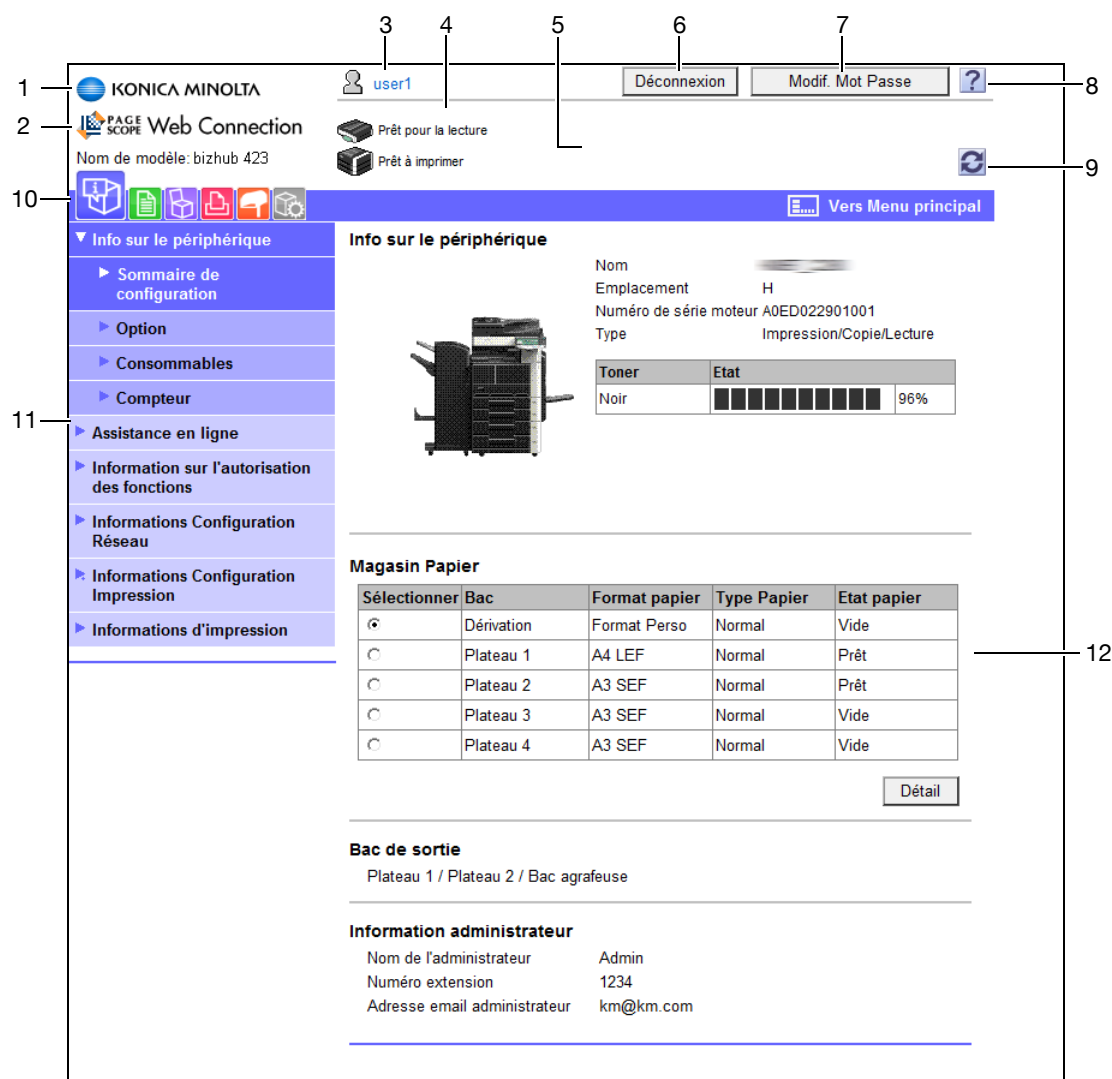 3 4 5 6 7
1 KONICA MINOLTA
user1 Déconnexion Modif. Mot Passe ? 8
2 PAGE SCOPE Web Connection
Prêt pour la lecture
Nom de modèle: bizhub 423
Prêt à imprimer 9
10 Vers Menu principal
Info sur le périphérique
Sommaire de
configuration
Option
Consommables
Compteur
11 Assistance en ligne
Information sur l'autorisation
des fonctions
Informations Configuration
Réseau
Informations Configuration
Impression
Informations d'impression
Info sur le périphérique
Nom
Emplacement H
Numéro de série moteur A0ED022901001
Type Impression/Copie/Lecture
Toner Etat
Noir 96%
Magasin Papier
Sélectionner Bac Format papier Type Papier Etat papier
Dérivation Format Perso Normal Vide
Plateau 1 A4 LEF Normal Prêt 12
Plateau 2 A3 SEF Normal Prêt
Plateau 3 A3 SEF Normal Vide
Plateau 4 A3 SEF Normal Vide
Détail
Bac de sortie
Plateau 1 / Plateau 2 / Bac agrafeuse
Information administrateur
Nom de l'administrateur Admin
Numéro extension 1234
Adresse email administrateur km@km.com